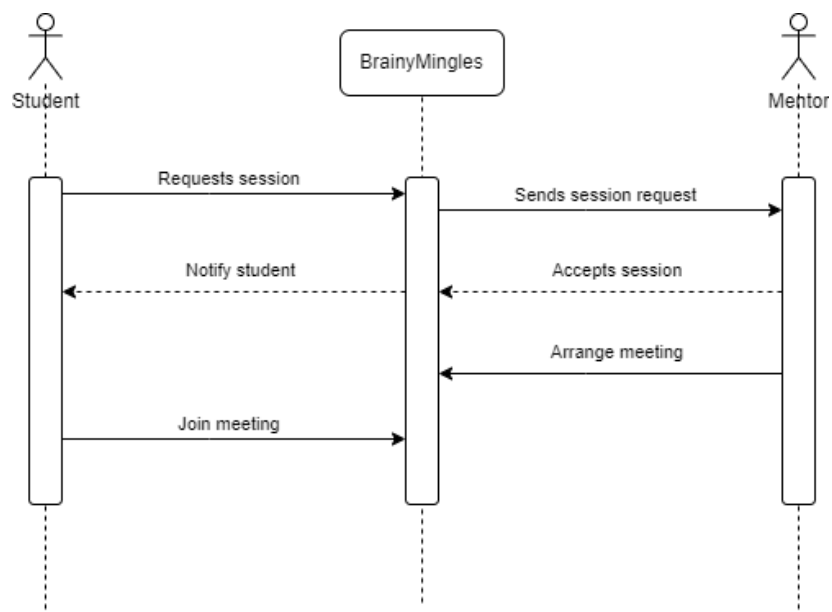 BrainyMingles
Student
Mentor
Requests session
Sends session request
Notify student
Accepts session
Arrange meeting
Join meeting